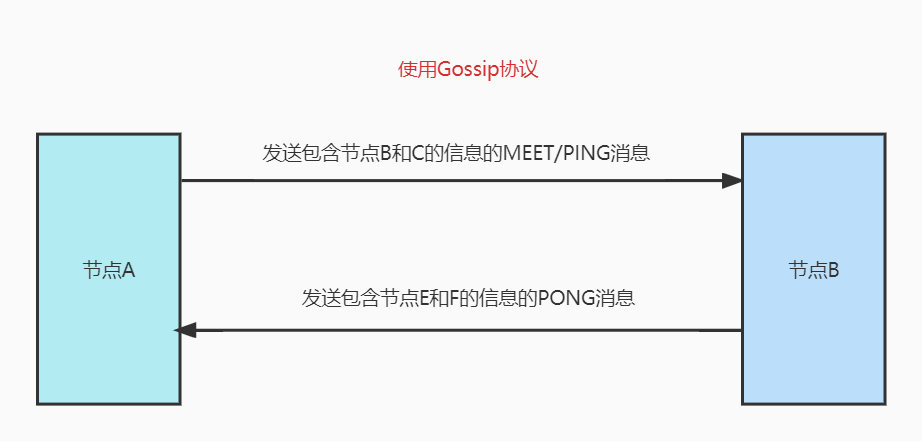 使用Gossip协议
发送包含节点B和C的信息的MEET/PING消息
节点A
节点B
发送包含节点E和F的信息的PONG消息